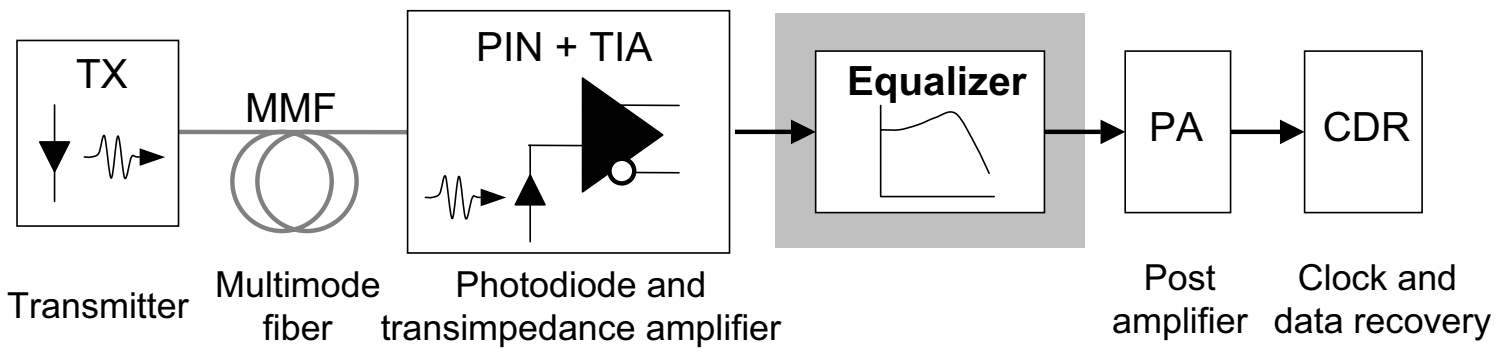 TX
MMF
PIN + TIA
Equalizer
PA
CDR
Transmitter
Multimode
fiber
Photodiode and
transimpedance amplifier
Post
amplifier
Clock and
data recovery